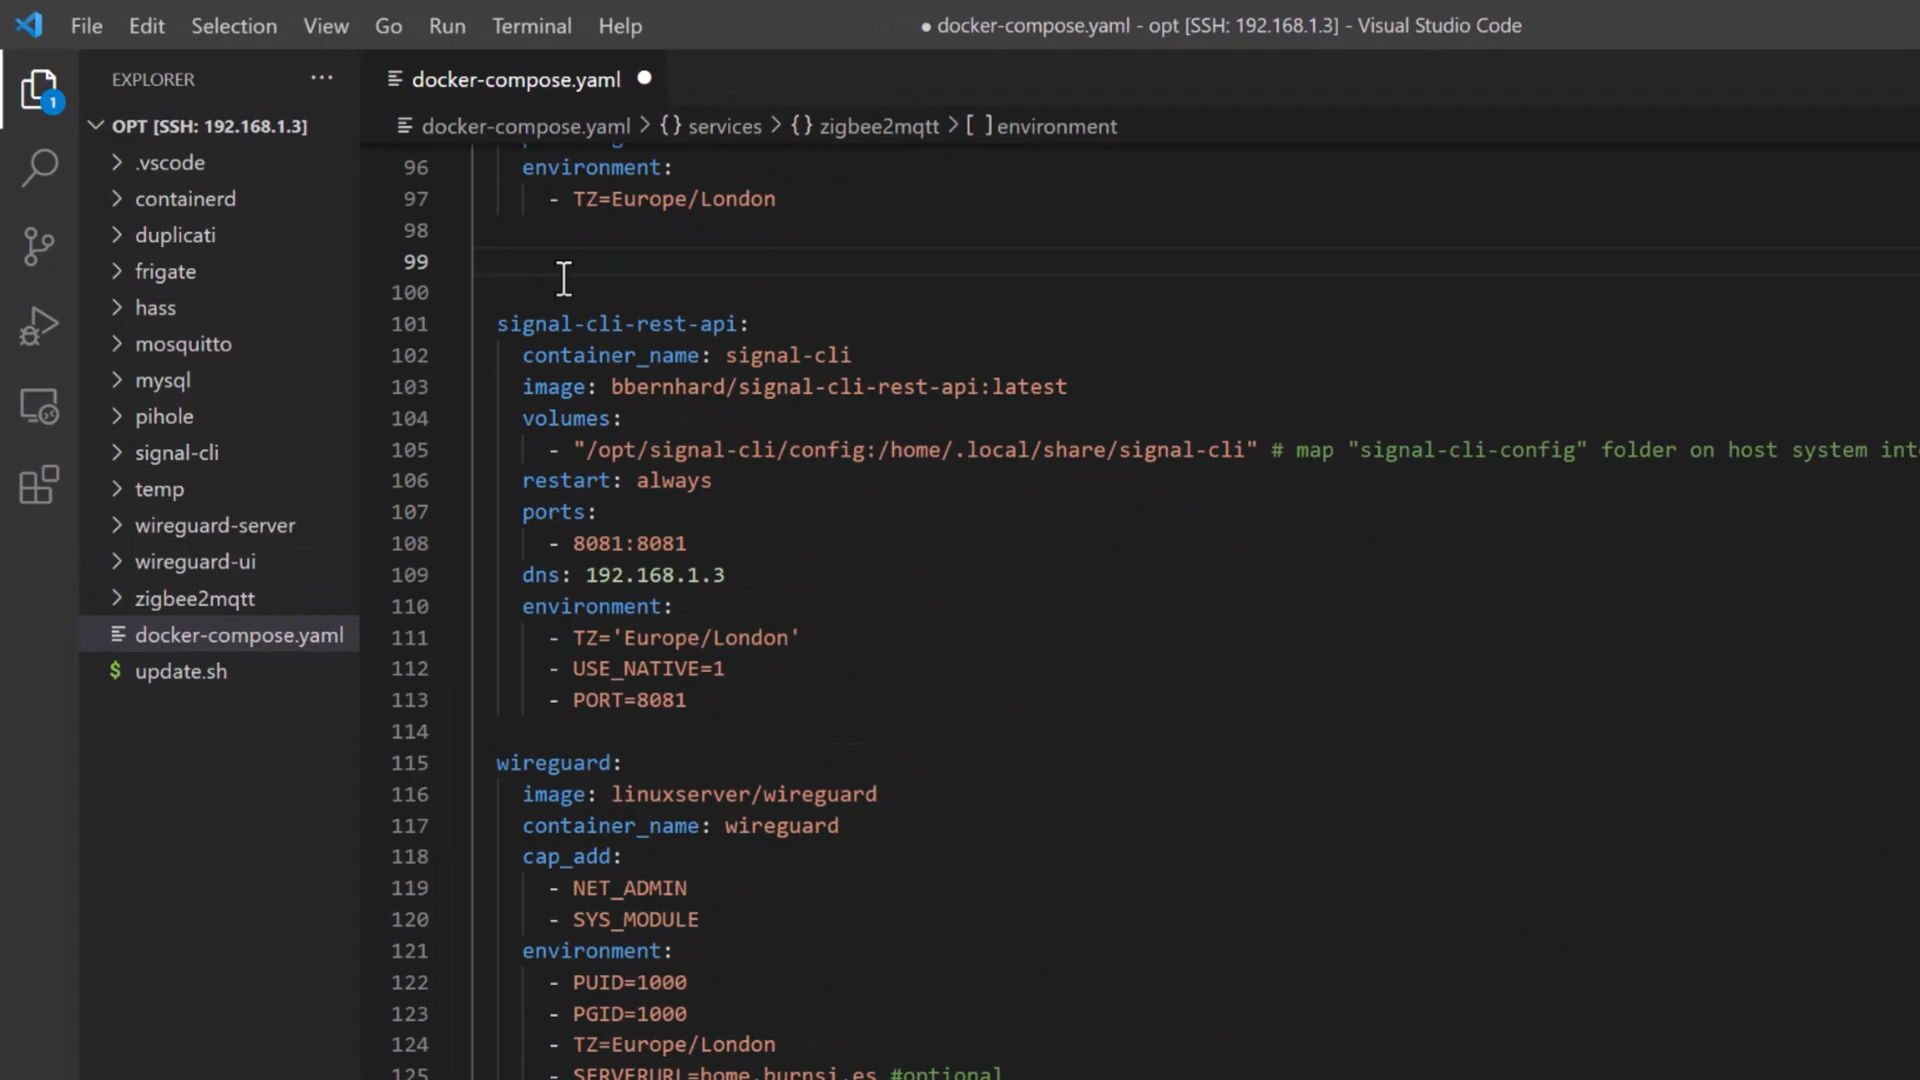 File Edit Selection View Go Run Terminal Help
● docker-compose.yaml - opt [SSH: 192.168.1.3] - Visual Studio Code
EXPLORER ···
docker-compose.yaml ●
1
OPT [SSH: 192.168.1.3]
docker-compose.yaml > {} services > {} zigbee2mqtt > [ ] environment
.vscode
containerd
duplicati
frigate
hass
mosquitto
mysql
pihole
signal-cli
temp
wireguard-server
wireguard-ui
zigbee2mqtt
docker-compose.yaml
$ update.sh
96 environment:
97 - TZ=Europe/London
98
99
100
101 signal-cli-rest-api:
102 container_name: signal-cli
103 image: bbernhard/signal-cli-rest-api:latest
104 volumes:
105 - "/opt/signal-cli/config:/home/.local/share/signal-cli" # map "signal-cli-config" folder on host system
106 restart: always
107 ports:
108 - 8081:8081
109 dns: 192.168.1.3
110 environment:
111 - TZ='Europe/London'
112 - USE_NATIVE=1
113 - PORT=8081
114
115 wireguard:
116 image: linuxserver/wireguard
117 container_name: wireguard
118 cap_add:
119 - NET_ADMIN
120 - SYS_MODULE
121 environment:
122 - PUID=1000
123 - PGID=1000
124 - TZ=Europe/London
125 - SERVERURL=home.burnsi.es #optional